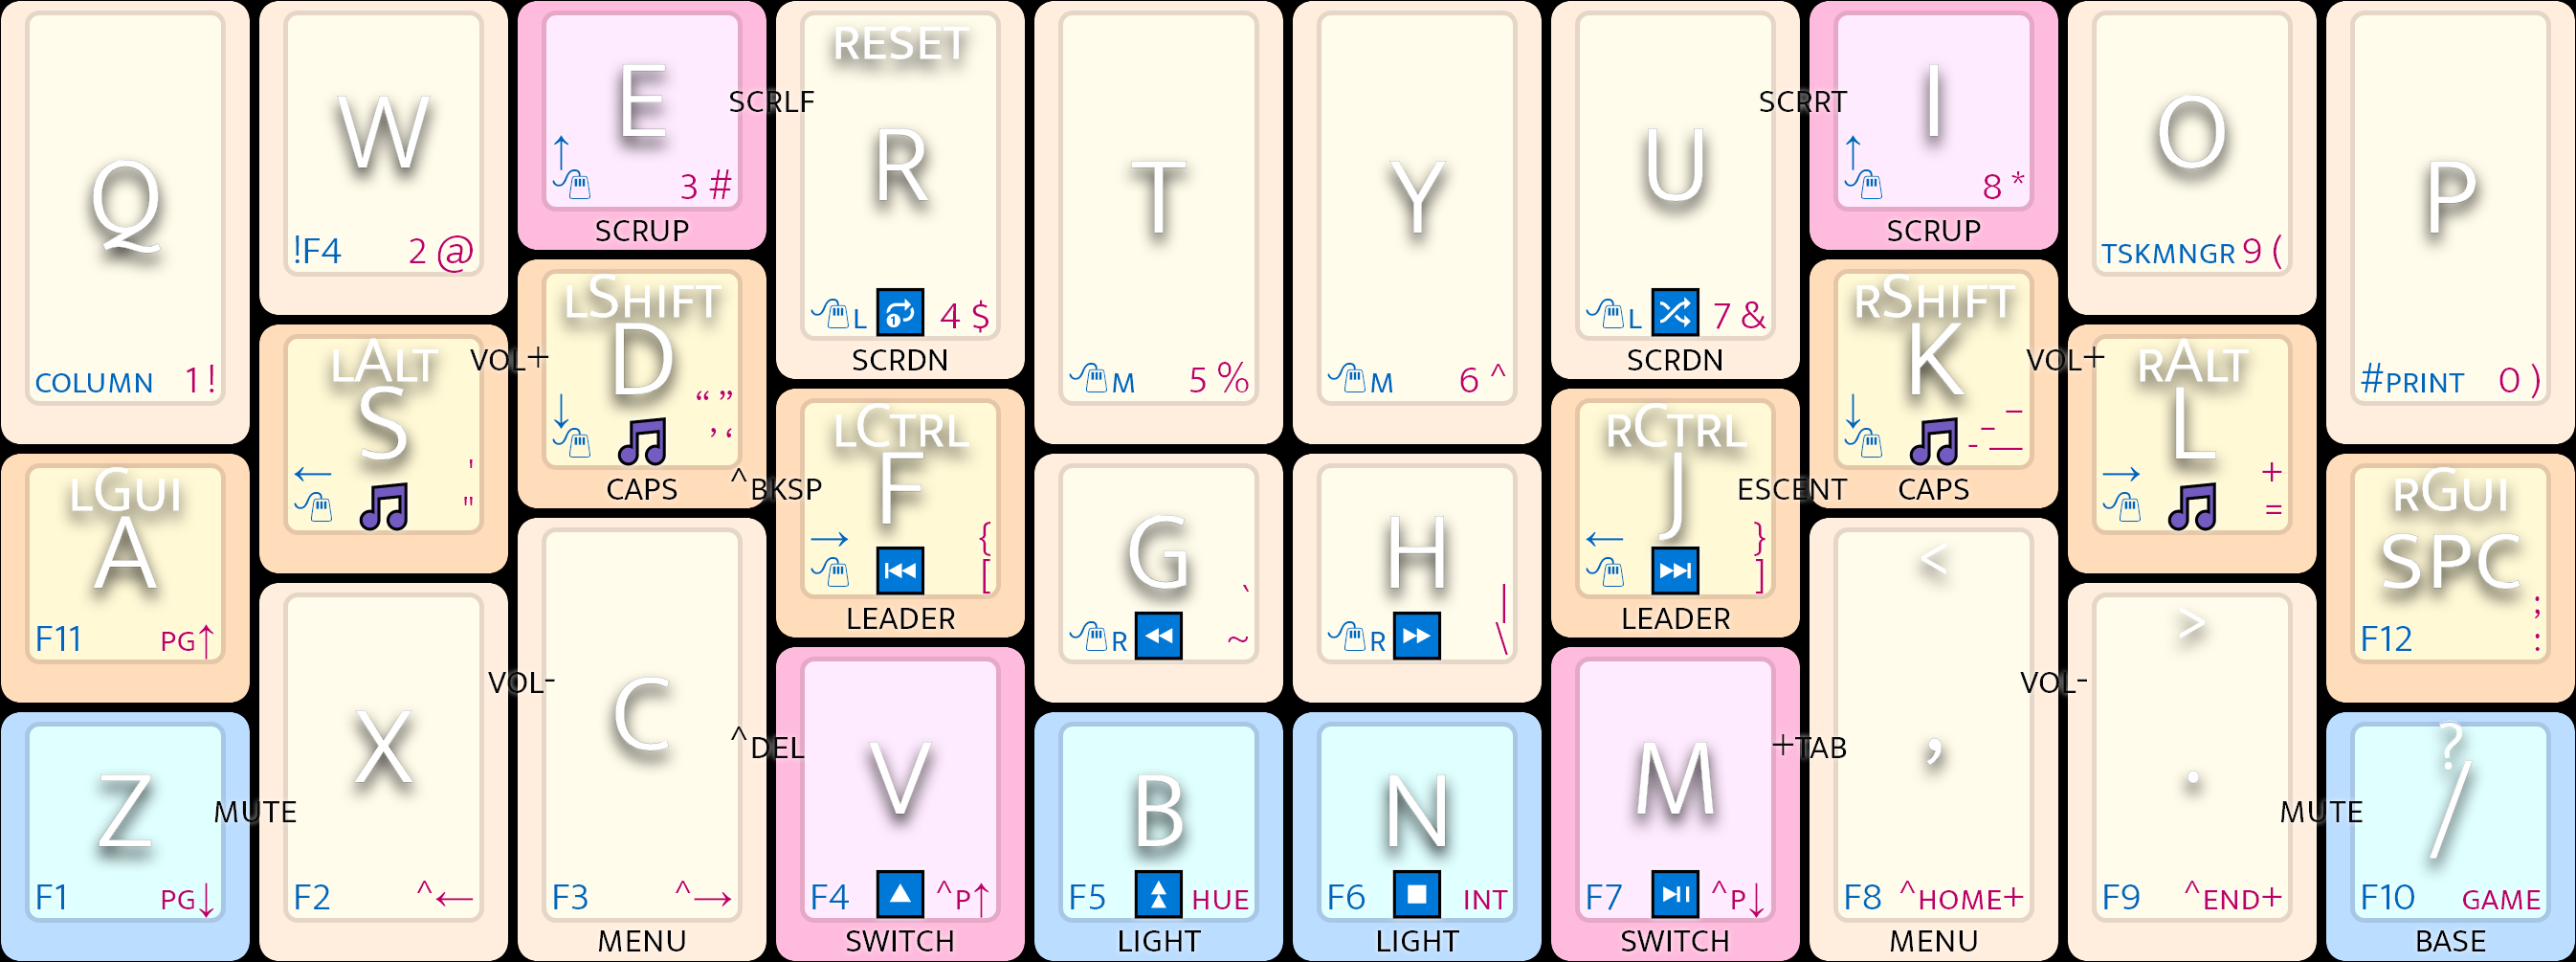 Q
COLUMN 1 !
W
!F4 2 @
E
↑
3 #
SCRUP
SCRLF
RESET
R
L 4 $
SCRDN
T
M 5 %
Y
M 6 ^
U
L 7 &
SCRDN
SCRRT
I
↑
8 *
SCRUP
O
TSKMNGR 9 (
P
#PRINT 0 )
LGUI
A
F11 PG↑
LALT
S
← '
"
VOL+
LSHIFT
D
“ ”
↓ ’ ‘
CAPS
^BKSP
LCTRL
F
→ {
[
LEADER
G
`
R ~
H
|
R \
RCTRL
J
← }
]
LEADER
ESCENT
RSHIFT
K
↓ _
– - —
CAPS
VOL+
RALT
L
→ +
=
RGUI
SPC
;
F12 :
Z
F1 PG↓
MUTE
X
F2 ^←
VOL-
C
F3 ^→
MENU
^DEL
V
F4 ^P↑
SWITCH
B
F5 HUE
LIGHT
N
F6 INT
LIGHT
M
F7 ^P↓
SWITCH
+TAB
<
,
F8 ^HOME+
MENU
VOL-
>
.
F9 ^END+
MUTE
?
/
F10 GAME
BASE